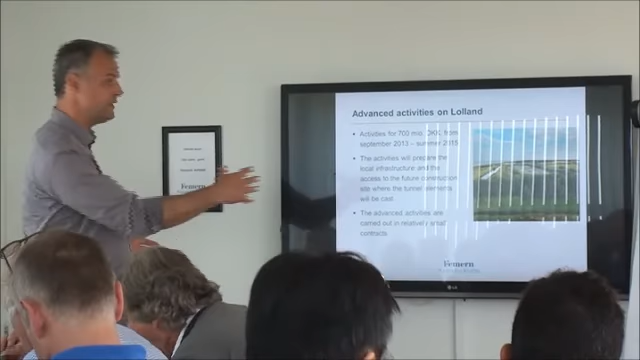 Advanced activities on Lolland
• Activities for 700 mio. DKK from
september 2013 – summer 2015
• The activities will prepare the
local infrastructure and the
access to the future construction
site where the tunnel elements
will be cast.
• The advanced activities are
carried out in relatively small
contracts.
Femern
Femern
LG